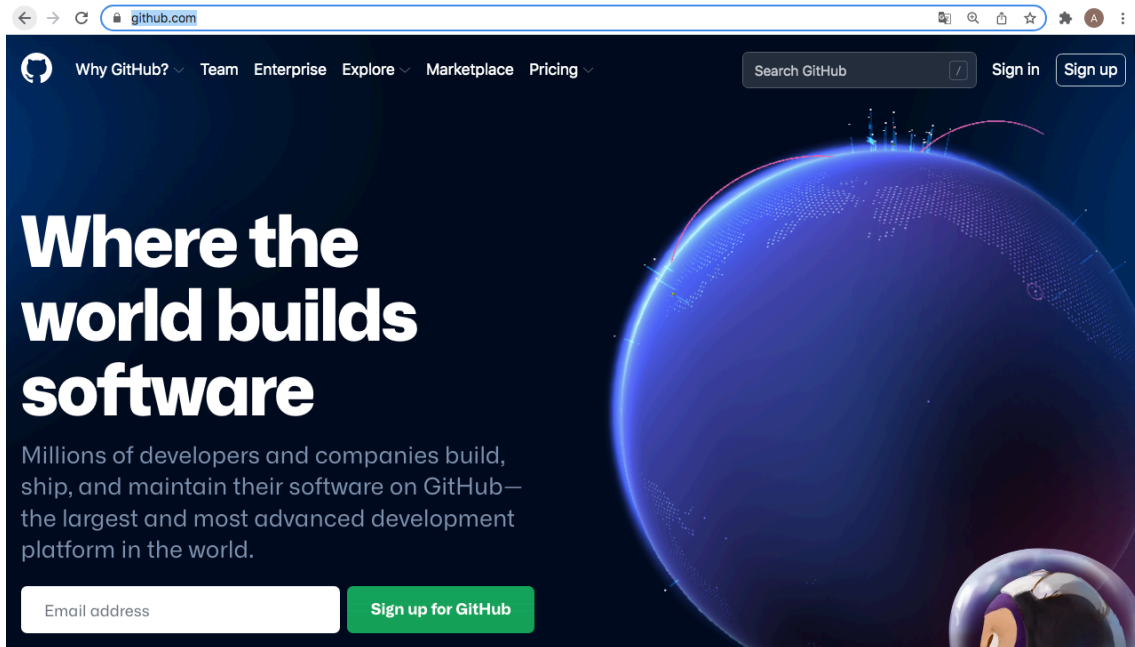 github.com
A
Why GitHub? Team Enterprise Explore Marketplace Pricing
Search GitHub /
Sign in
Sign up
Where the
world builds
software
Millions of developers and companies build,
ship, and maintain their software on GitHub—
the largest and most advanced development
platform in the world.
Email address
Sign up for GitHub